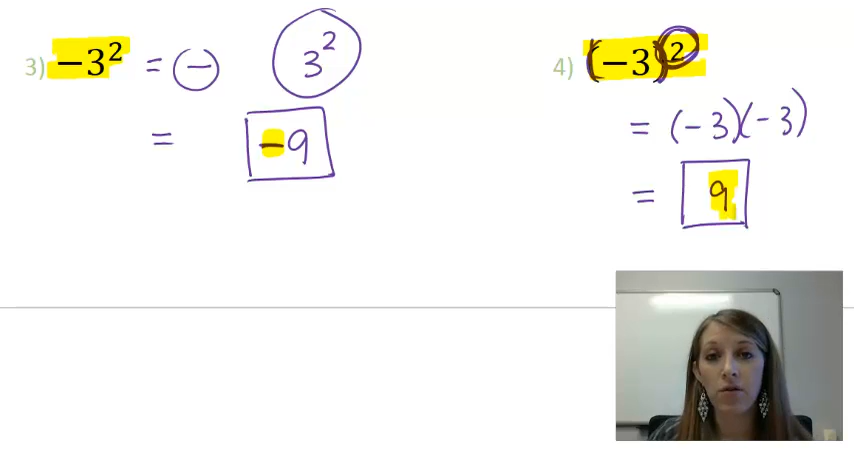 3) −3² = − 3²
= −9
4) (−3)²
= (−3)(−3)
= 9